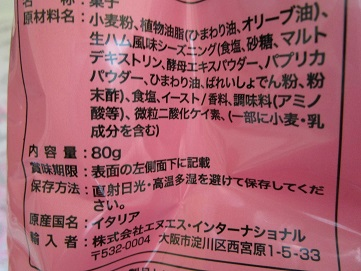 名称：菓子
原材料名：小麦粉、植物油脂(ひまわり油、オリーブ油)、
生ハム風味シーズニング(食塩、砂糖、マルト
デキストリン、酵母エキスパウダー、パプリカ
パウダー、ひまわり油、ばれいしょでん粉、粉
末酢)、食塩、イースト/香料、調味料(アミノ
酸等)、微粒二酸化ケイ素、(一部に小麦・乳
成分を含む)
内容量：80g
賞味期限：表面の左側面下に記載
保存方法：直射日光・高温多湿を避けて保存してくだ
さい。
原産国名：イタリア
輸入者：株式会社エヌエス・インターナショナル
〒532-0004 大阪市淀川区西宮原1-5-33